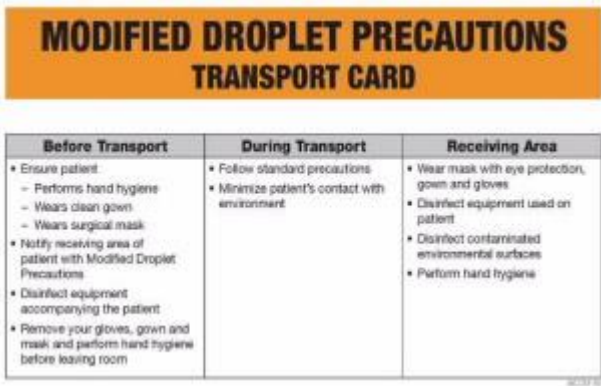 MODIFIED DROPLET PRECAUTIONS
TRANSPORT CARD
Before Transport
• Ensure patient
– Performs hand hygiene
– Wears clean gown
– Wears surgical mask
• Notify receiving area of
patient with Modified Droplet
Precautions
• Disinfect equipment
accompanying the patient
• Remove your gloves, gown and
mask and perform hand hygiene
before leaving room
During Transport
• Follow standard precautions
• Minimize patient's contact with
environment
Receiving Area
• Wear mask with eye protection,
gown and gloves
• Disinfect equipment used on
patient
• Disinfect contaminated
environmental surfaces
• Perform hand hygiene